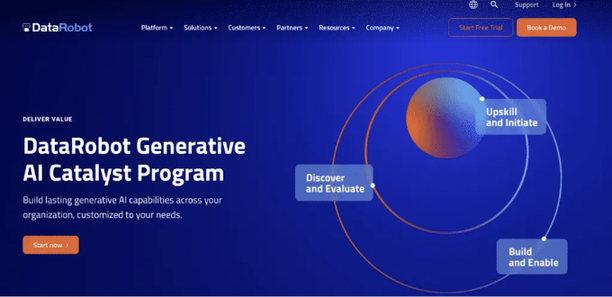 Support Log In
DataRobot Platform Solutions Customers Partners Resources Company Start Free Trial Book a Demo
DELIVER VALUE
DataRobot Generative
AI Catalyst Program
Build lasting generative AI capabilities across your
organization, customized to your needs.
Start now
Upskill
and Initiate
Discover
and Evaluate
Build
and Enable